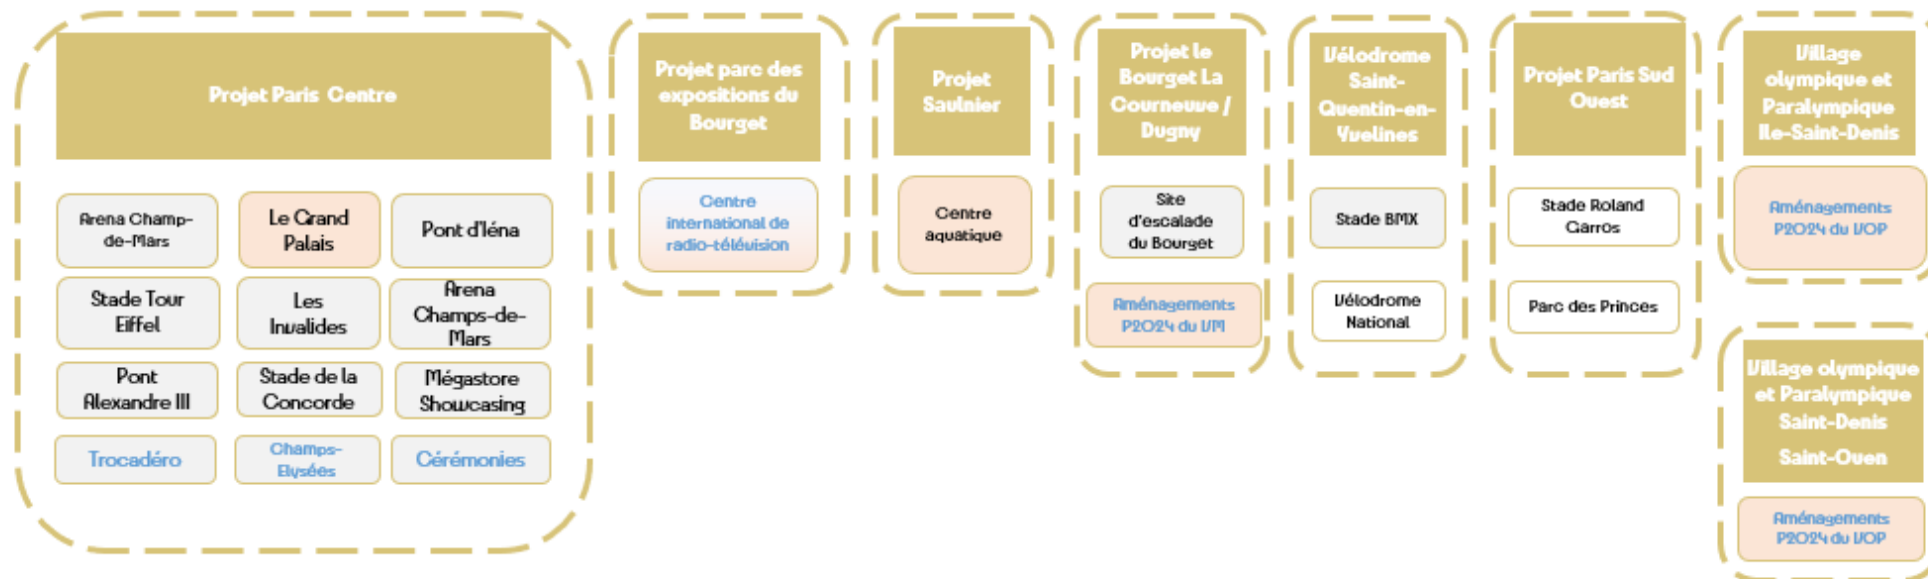 Projet Paris Centre
Arena Champ-
de-Mars
Le Grand
Palais
Pont d'Iéna
Stade Tour
Eiffel
Les
Invalides
Arena
Champs-de-
Mars
Pont
Alexandre III
Stade de la
Concorde
Mégastore
Showcasing
Trocadéro
Champs-
Elysées
Cérémonies
Projet parc des
expositions du
Bourget
Centre
international de
radio-télévision
Projet
Saulnier
Centre
aquatique
Projet le
Bourget La
Courneuve /
Dugny
Site
d'escalade
du Bourget
Aménagements
P2024 du VM
Vélodrome
Saint-
Quentin-en-
Yvelines
Stade BMX
Vélodrome
National
Projet Paris Sud
Ouest
Stade Roland
Garros
Parc des Princes
Village
olympique et
Paralympique
Ile-Saint-Denis
Aménagements
P2024 du VOP
Village olympique
et Paralympique
Saint-Denis
Saint-Ouen
Aménagements
P2024 du VOP